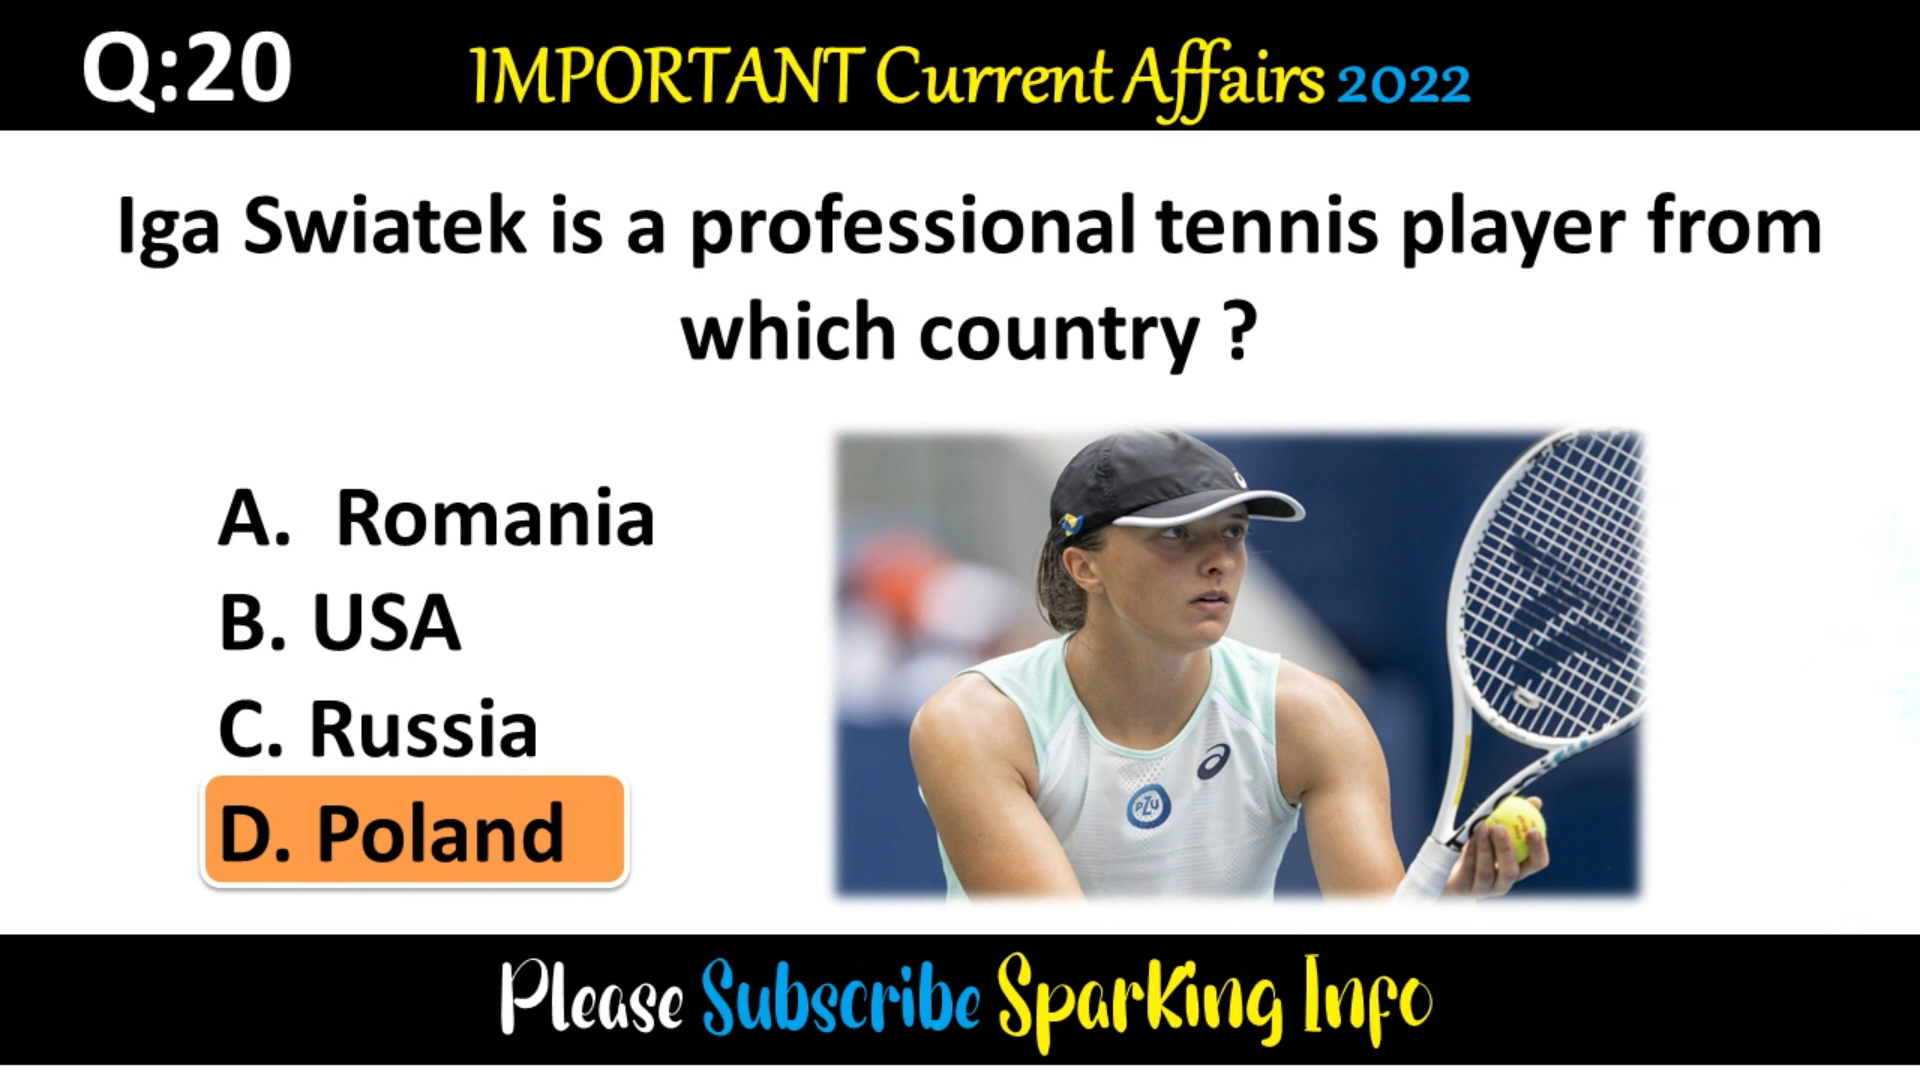 Q:20
IMPORTANT Current Affairs 2022
Iga Swiatek is a professional tennis player from
which country ?
A. Romania
B. USA
C. Russia
D. Poland
PZU
Please Subscribe Sparking Info